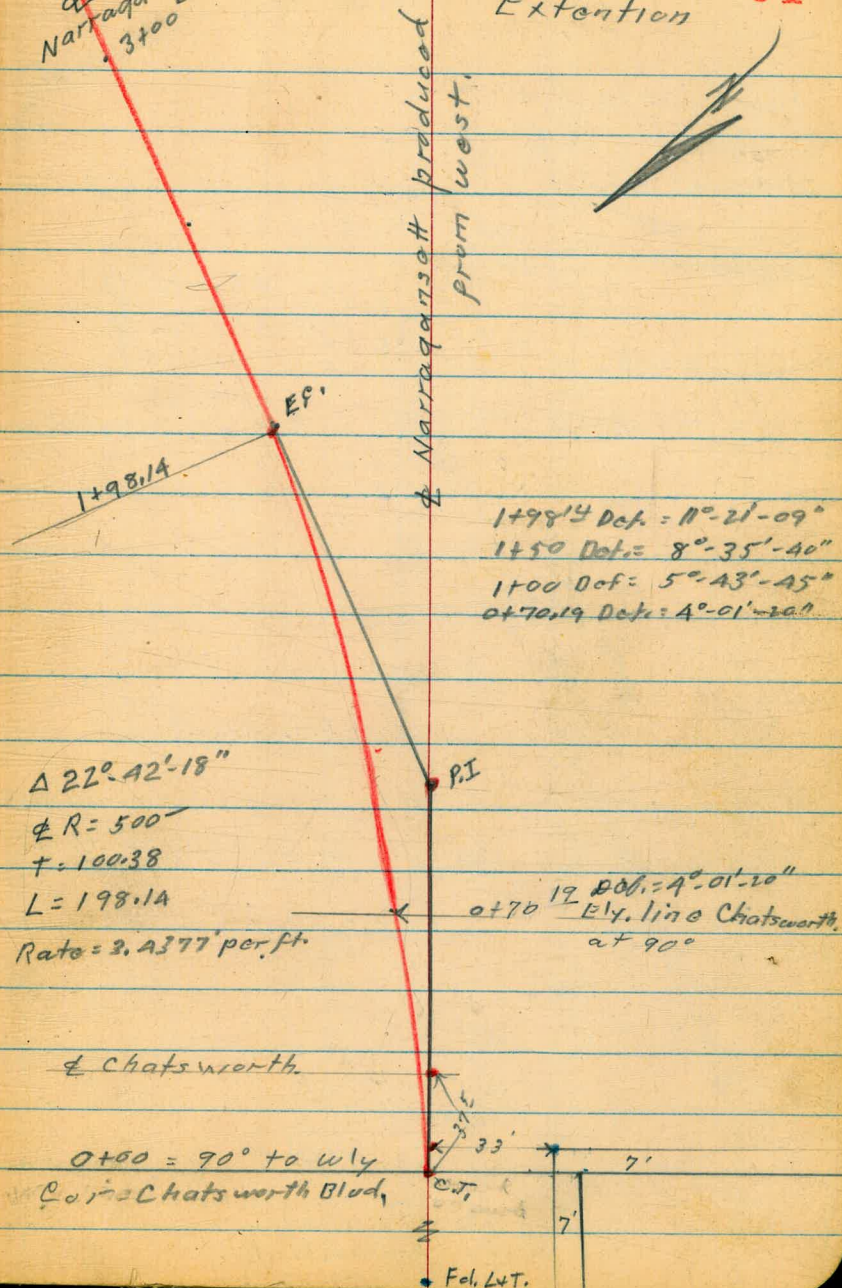 Extention
Narraga
3+00
℄ Narragansett produced
from west.
N
E.C.
1+98.14
1+98.14 Def. = 11°-21'-09"
1+50 Def. = 8°-35'-40"
1+00 Def = 5°-43'-45"
0+70.19 Def. = 4°-01'-20"
P.I
Δ 22°-42'-18"
℄ R = 500
T = 100.38
L = 198.14
Rate = 3.4377' per. ft.
0+70.19 Def. = 4°-01'-20"
Ely. line Chatsworth.
at 90°
℄ Chatsworth.
33'
7'
0+00 = 90° to wly
Cor = Chatsworth Blvd,
7'
Fd. L&T.